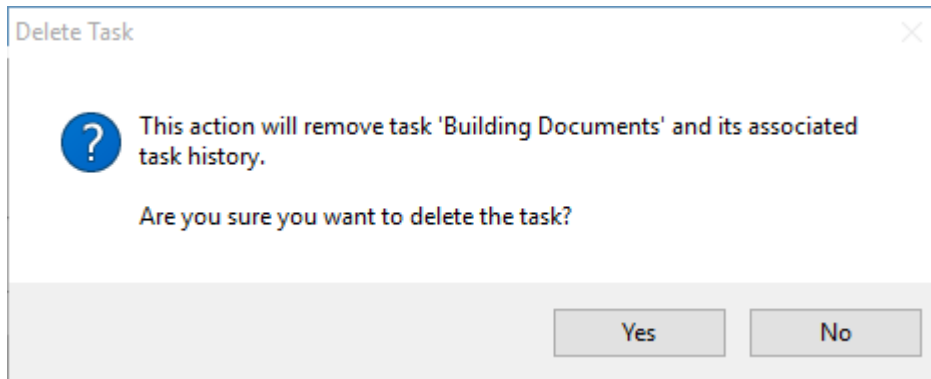 Delete Task
This action will remove task 'Building Documents' and its associated
task history.
Are you sure you want to delete the task?
Yes
No